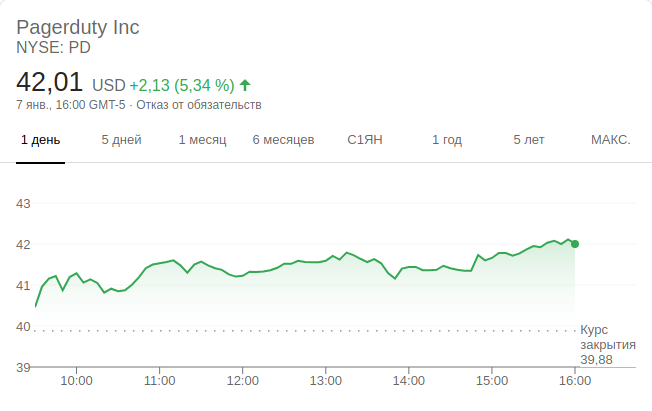 Pagerduty Inc
NYSE: PD
42,01 USD +2,13 (5,34 %)
7 янв., 16:00 GMT-5 · Отказ от обязательств
1 день 5 дней 1 месяц 6 месяцев С1ЯН 1 год 5 лет МАКС.
43
42
41
40
Курс
закрытия
39,88
39
10:00 11:00 12:00 13:00 14:00 15:00 16:00